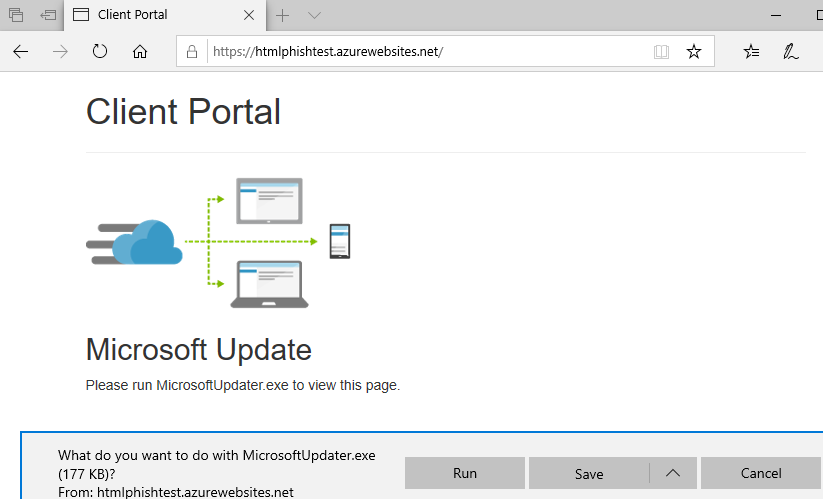 Client Portal
https://htmlphishtest.azurewebsites.net/
Client Portal
Microsoft Update
Please run MicrosoftUpdater.exe to view this page.
What do you want to do with MicrosoftUpdater.exe
(177 KB)?
From: htmlphishtest.azurewebsites.net
Run
Save
Cancel